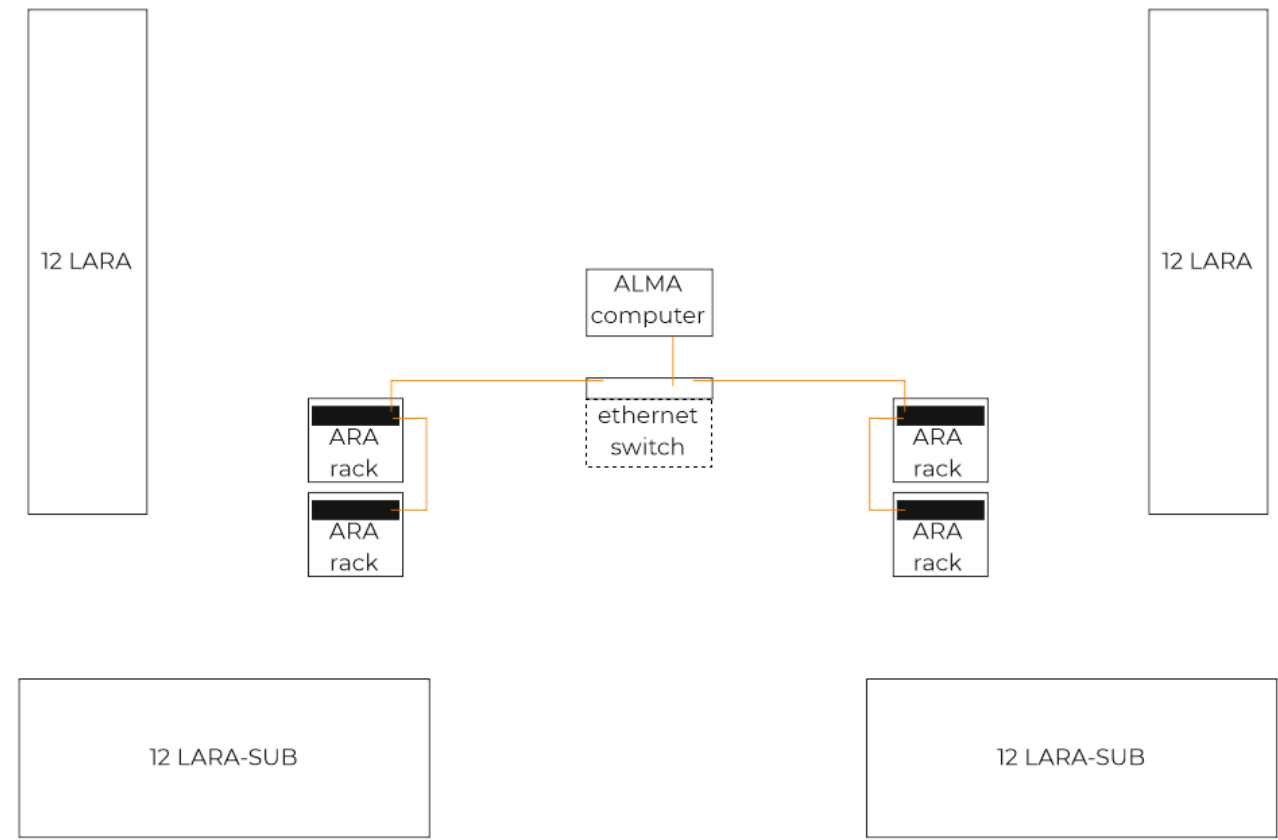 12 LARA
12 LARA
ALMA
computer
ethernet
switch
ARA
rack
ARA
rack
ARA
rack
ARA
rack
12 LARA-SUB
12 LARA-SUB